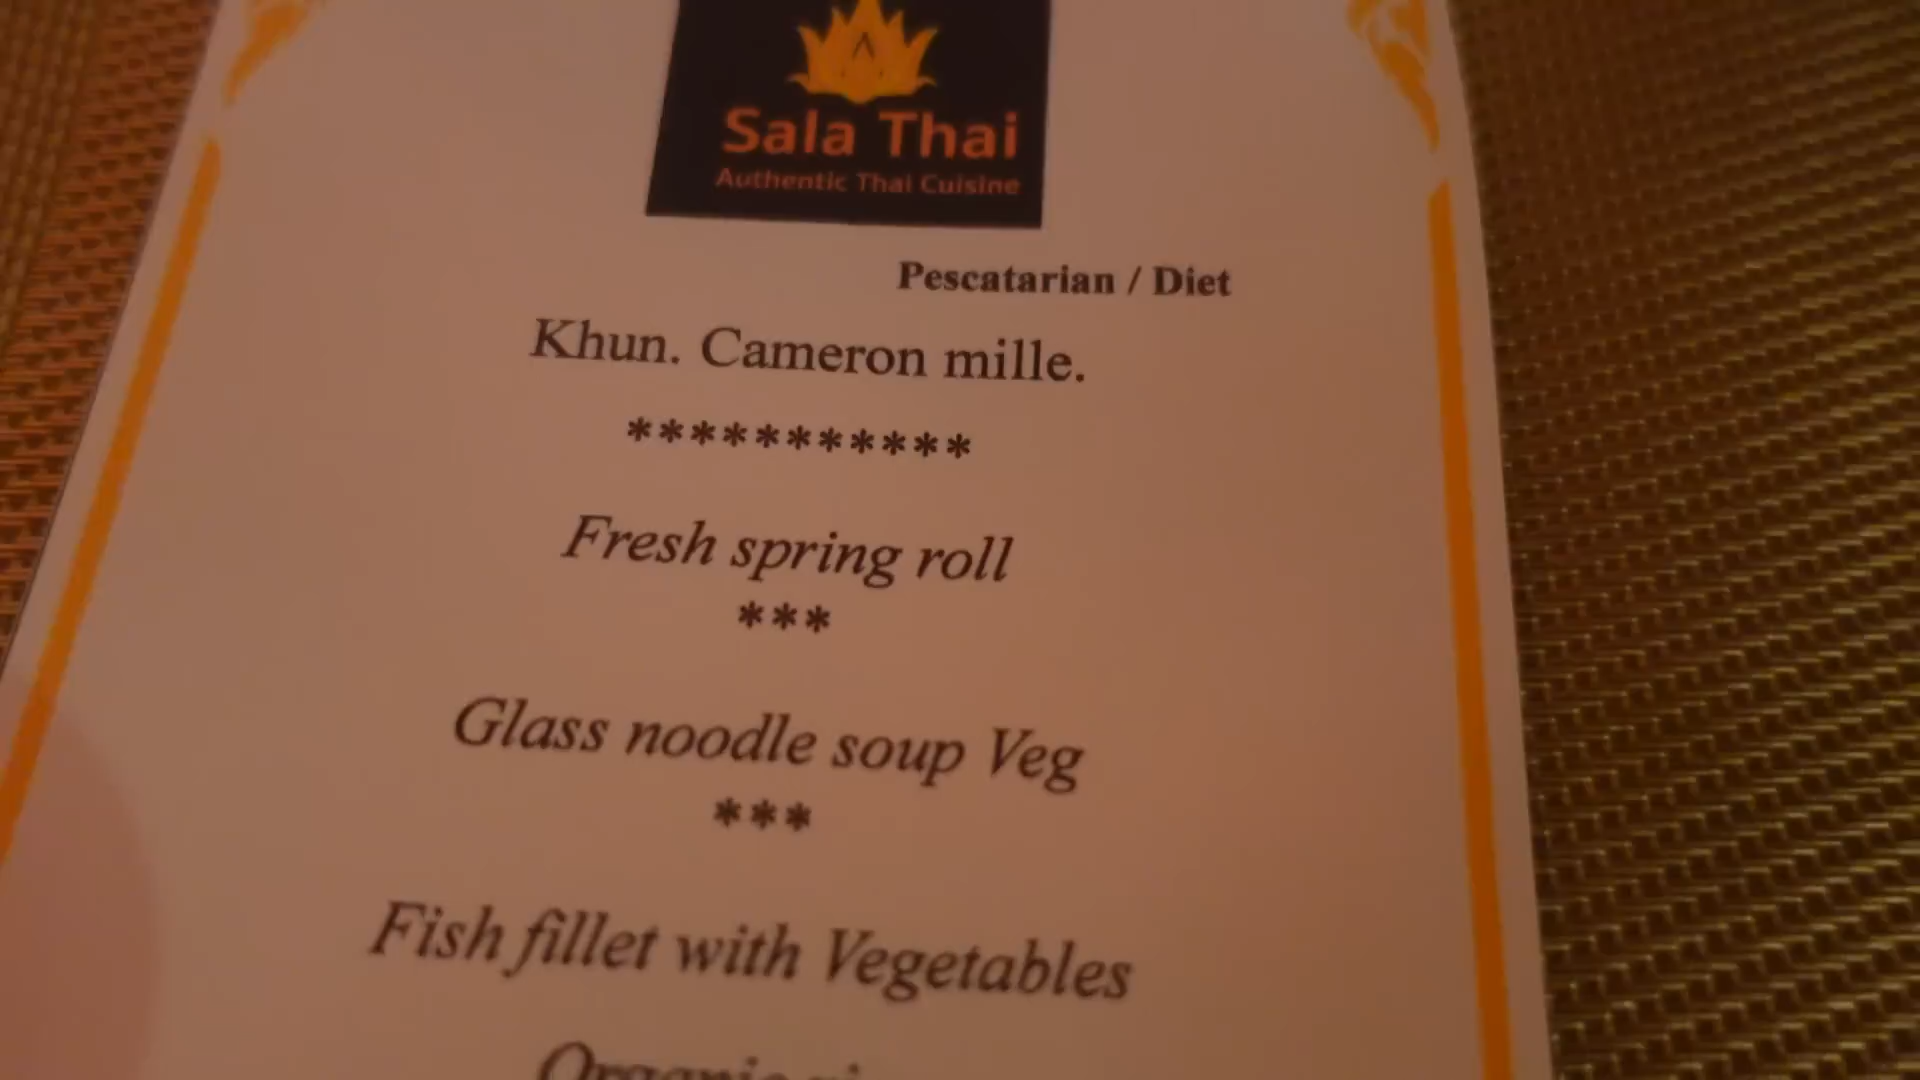 Sala Thai
Authentic Thai Cuisine
Pescatarian / Diet
Khun. Cameron mille.
***********
Fresh spring roll
***
Glass noodle soup Veg
***
Fish fillet with Vegetables
Organic